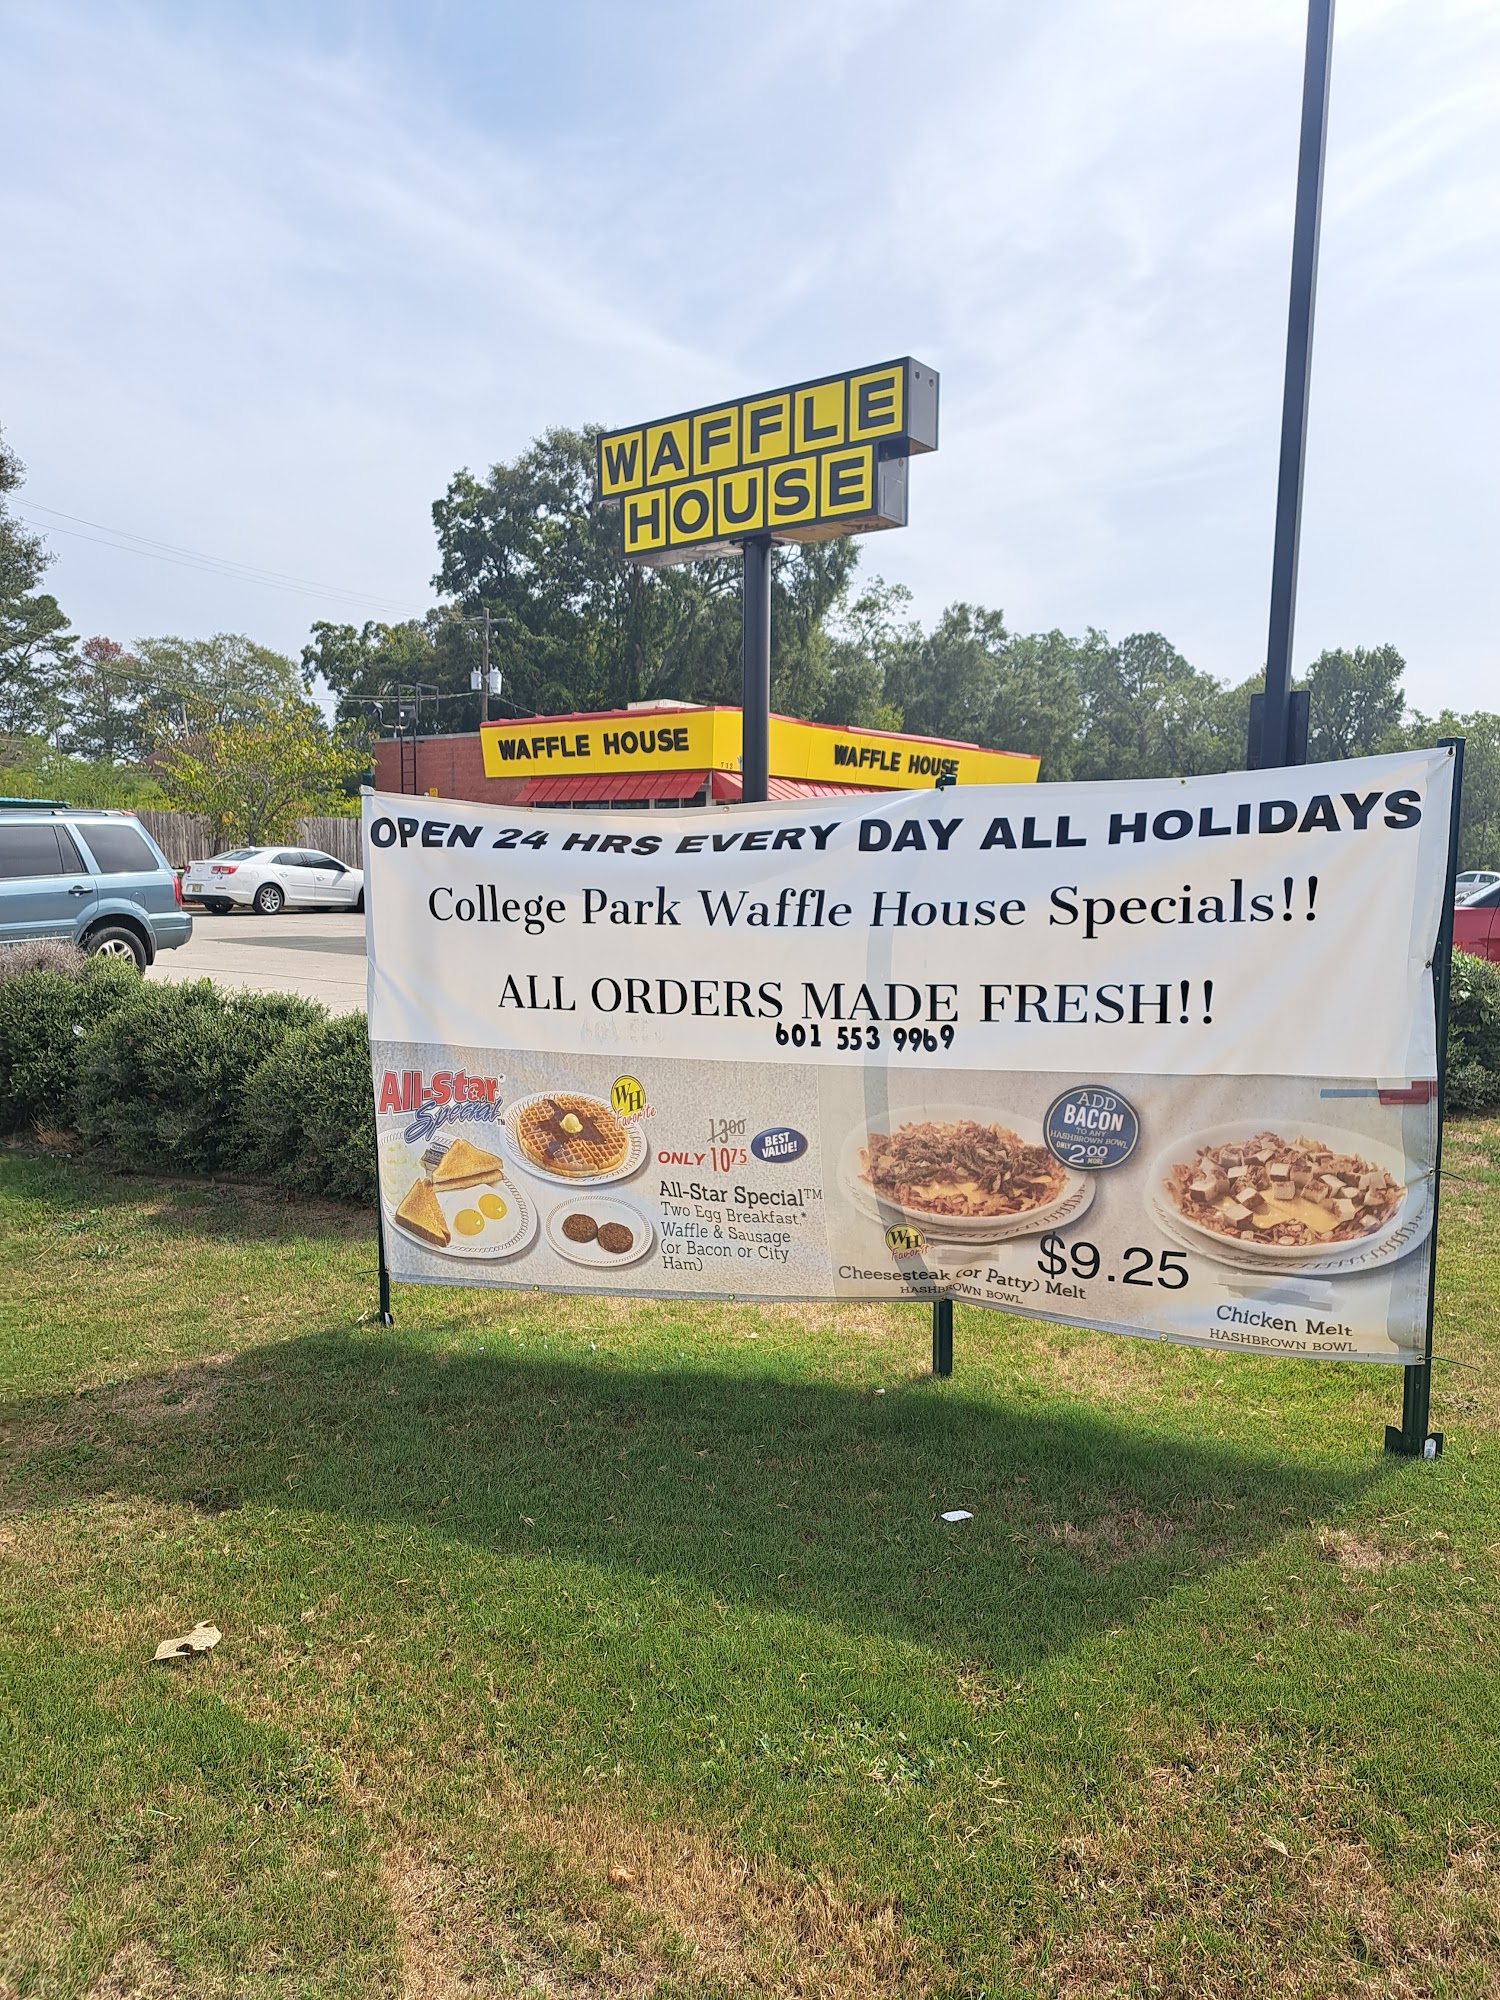 WAFFLE
HOUSE
WAFFLE HOUSE
WAFFLE HOUSE
OPEN 24 HRS EVERY DAY ALL HOLIDAYS
College Park Waffle House Specials!!
ALL ORDERS MADE FRESH!!
601 553 9969
All-Star
Special™
WH
Favorite
13⁰⁰
ONLY 10⁷⁵
BEST
VALUE!
All-Star Special™
Two Egg Breakfast,*
Waffle & Sausage
(or Bacon or City
Ham)
ADD
BACON
TO ANY
HASHBROWN BOWL
ONLY 2⁰⁰ MORE
WH
Favorite
Cheesesteak (or Patty) Melt
HASHBROWN BOWL
$9.25
Chicken Melt
HASHBROWN BOWL